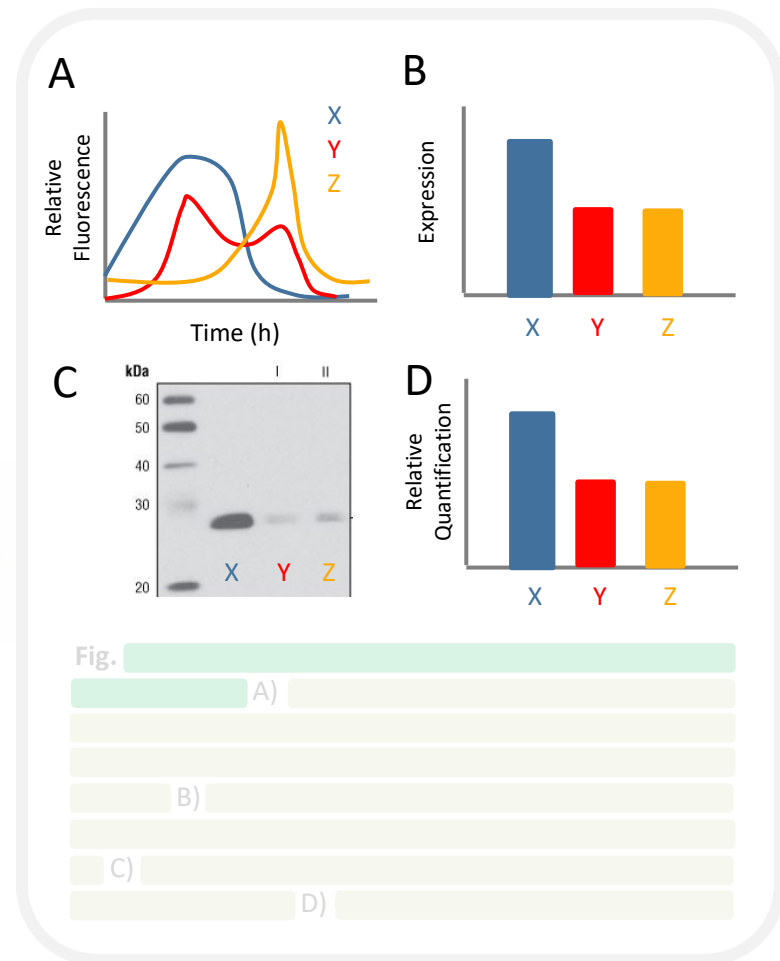 A
Relative
Fluorescence
X
Y
Z
Time (h)
B
Expression
X
Y
Z
C
kDa
I
II
60
50
40
30
20
X
Y
Z
D
Relative
Quantification
X
Y
Z
Fig.
A)
B)
C)
D)